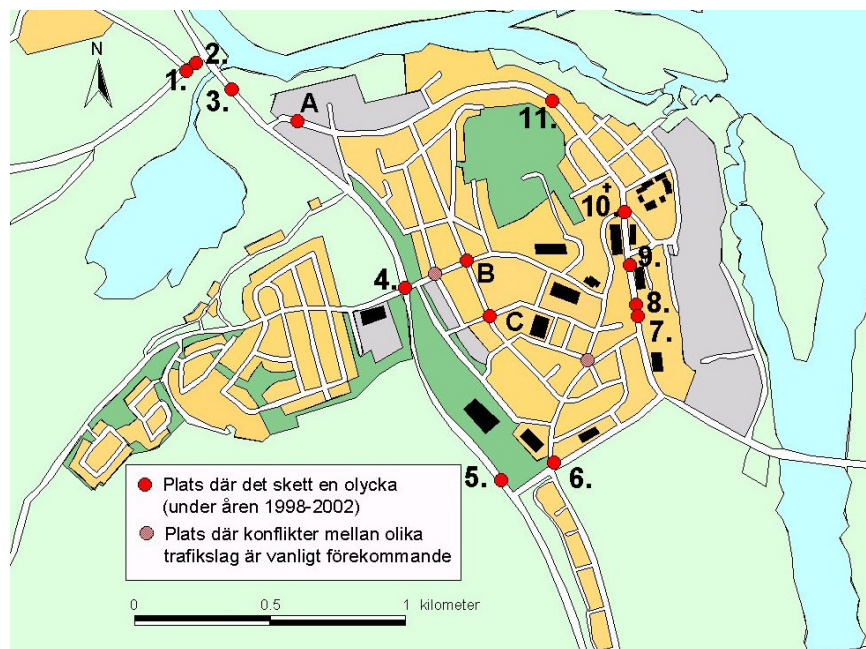 N
2.
1.
3.
A
11.
10.
B
9.
4.
8.
C
7.
5.
6.
Plats där det skett en olycka
(under åren 1998-2002)
Plats där konflikter mellan olika
trafikslag är vanligt förekommande
0 0.5 1 kilometer